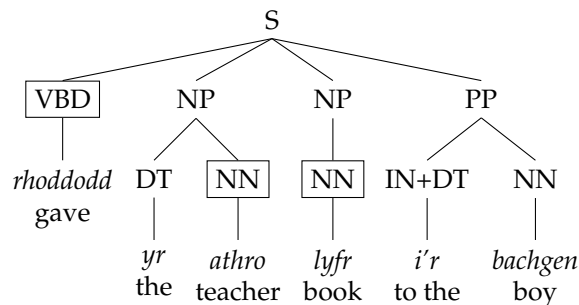 S
VBD NP NP PP
rhoddodd DT NN NN IN+DT NN
gave
yr athro lyfr i'r bachgen
the teacher book to the boy